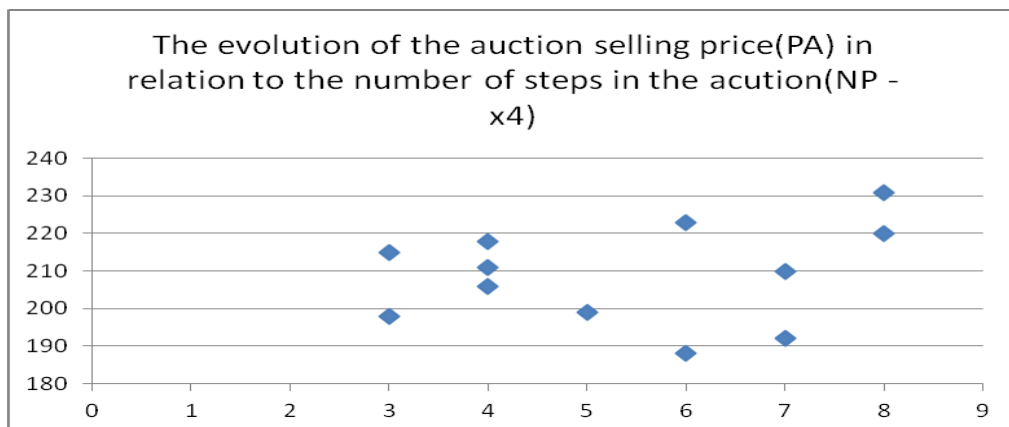 The evolution of the auction selling price(PA) in
relation to the number of steps in the acution(NP -
x4)
240
230
220
210
200
190
180
0 1 2 3 4 5 6 7 8 9